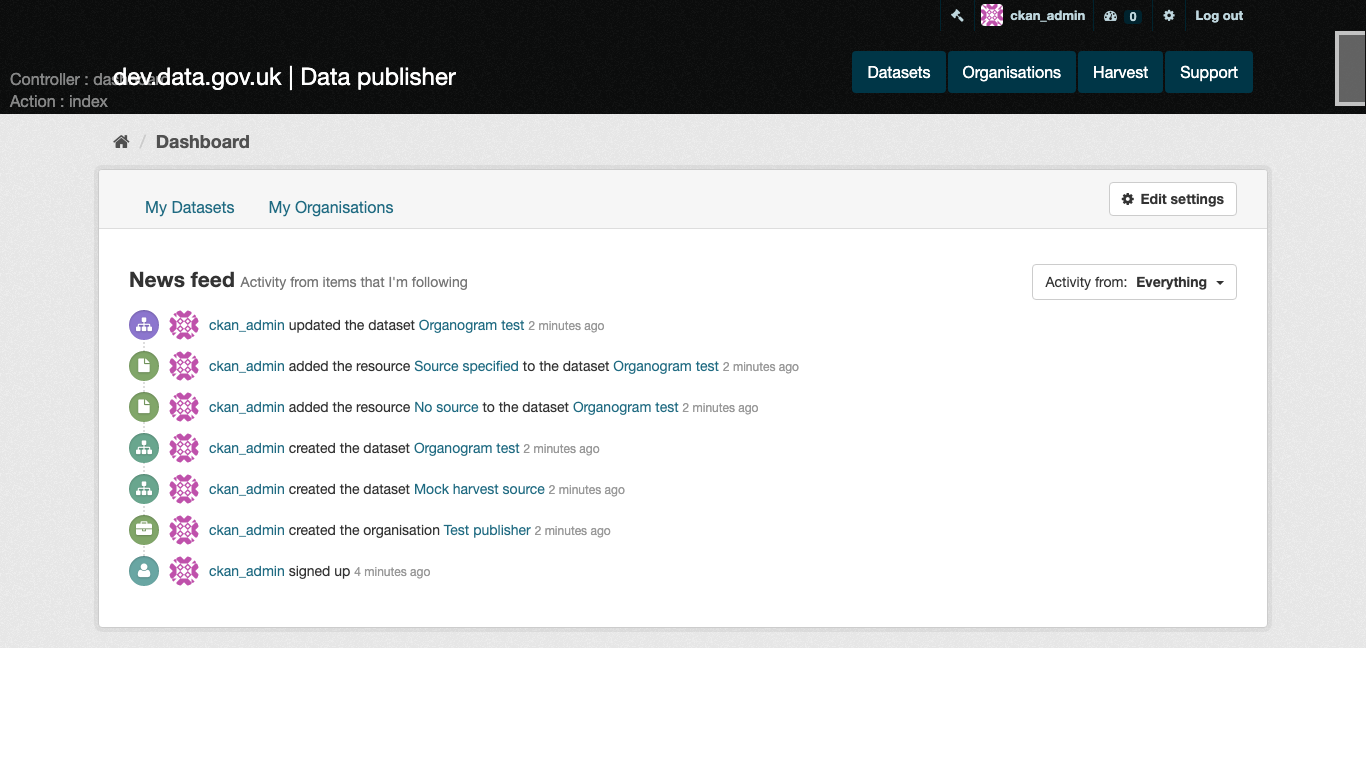 ckan_admin 0 Log out
Controller : dashboard
dev.data.gov.uk | Data publisher
Datasets Organisations Harvest Support
Action : index
/ Dashboard
My Datasets My Organisations Edit settings
News feed Activity from items that I'm following Activity from: Everything
ckan_admin updated the dataset Organogram test 2 minutes ago
ckan_admin added the resource Source specified to the dataset Organogram test 2 minutes ago
ckan_admin added the resource No source to the dataset Organogram test 2 minutes ago
ckan_admin created the dataset Organogram test 2 minutes ago
ckan_admin created the dataset Mock harvest source 2 minutes ago
ckan_admin created the organisation Test publisher 2 minutes ago
ckan_admin signed up 4 minutes ago